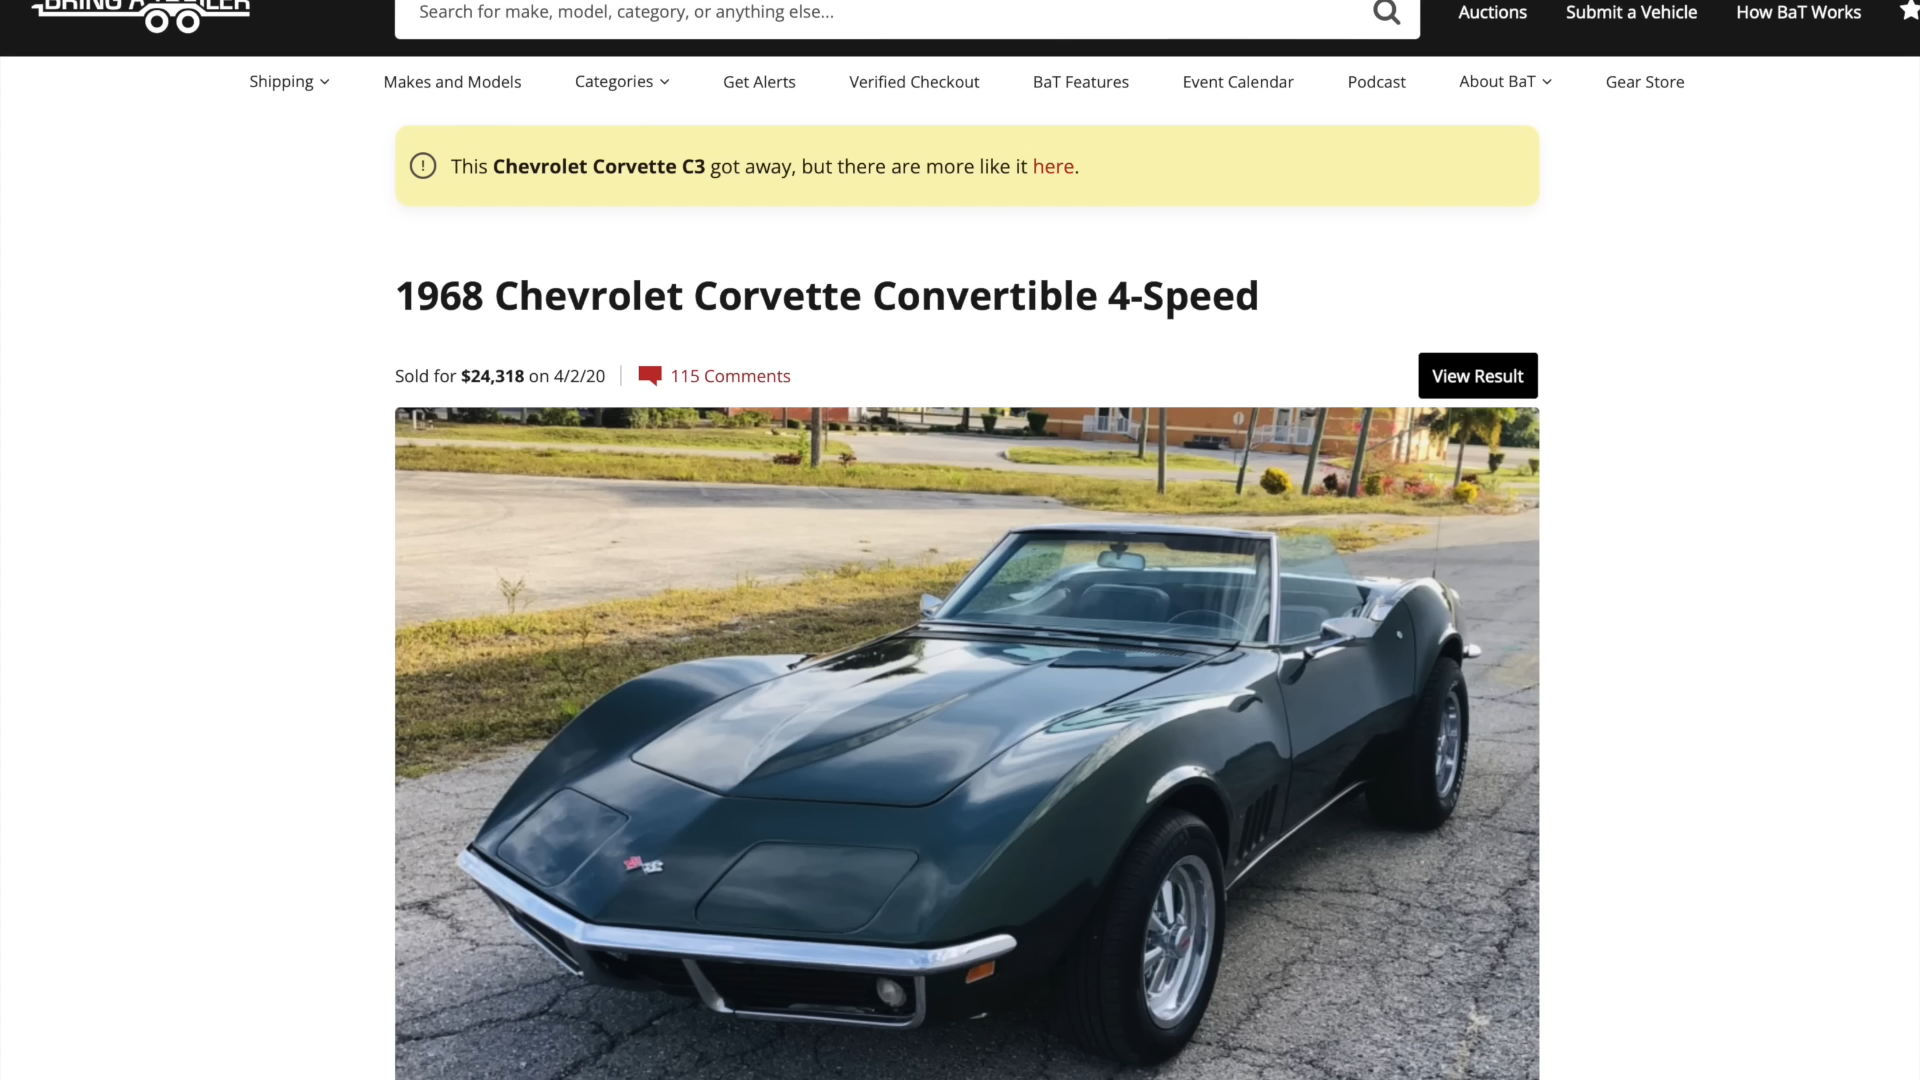 BRING A TRAILER
Search for make, model, category, or anything else...
Auctions
Submit a Vehicle
How BaT Works
Shipping
Makes and Models
Categories
Get Alerts
Verified Checkout
BaT Features
Event Calendar
Podcast
About BaT
Gear Store
This Chevrolet Corvette C3 got away, but there are more like it here.
1968 Chevrolet Corvette Convertible 4-Speed
Sold for $24,318 on 4/2/20
115 Comments
View Result